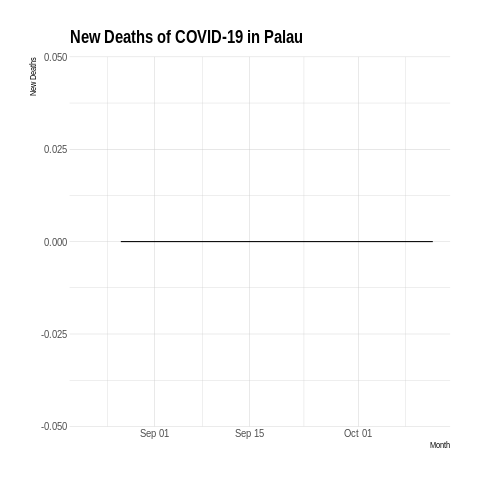 New Deaths of COVID-19 in Palau
New Deaths
0.050
0.025
0.000
-0.025
-0.050
Sep 01
Sep 15
Oct 01
Month